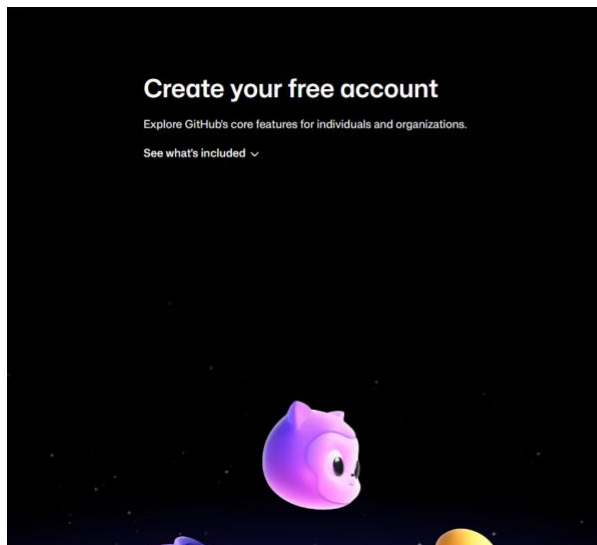 Create your free account
Explore GitHub's core features for individuals and organizations.
See what's included